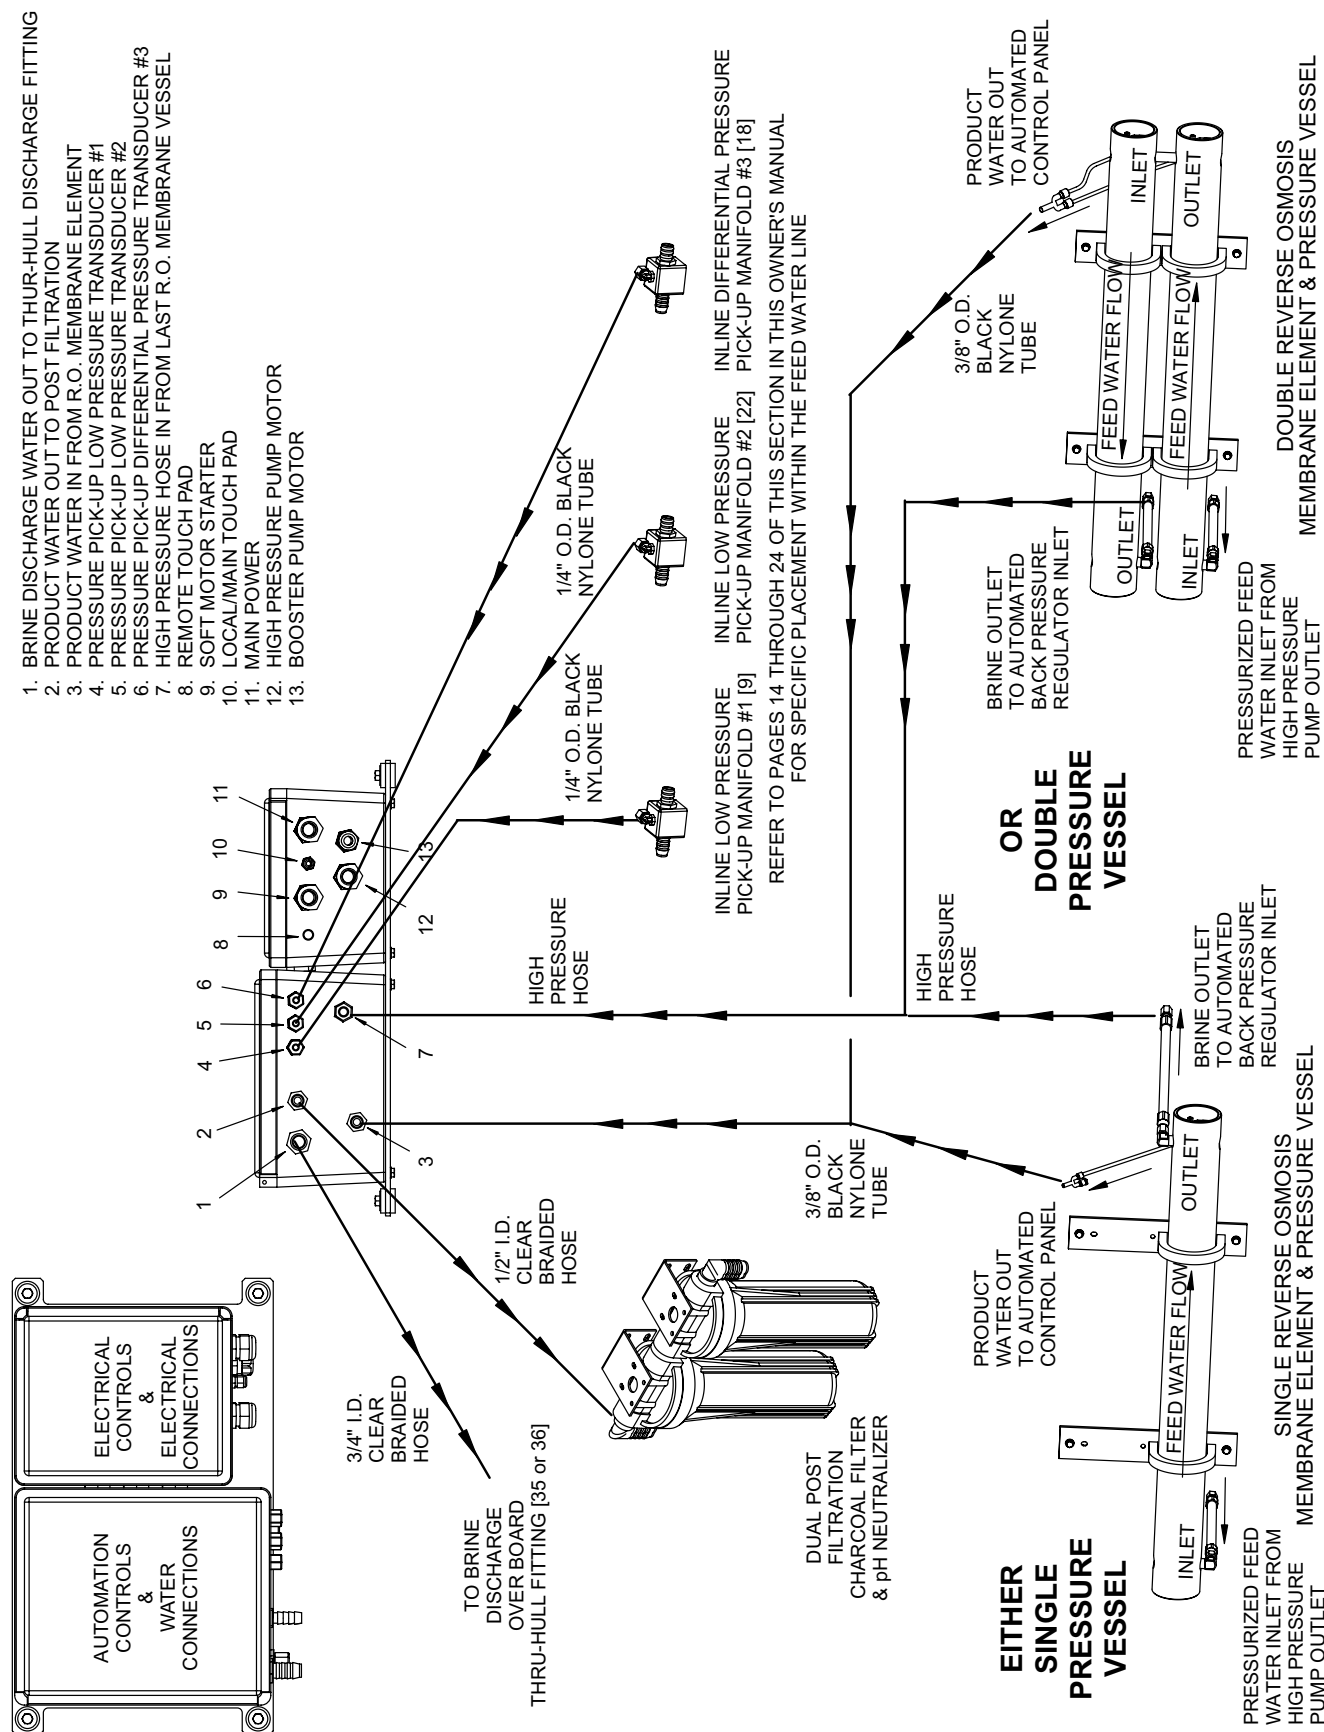 1. BRINE DISCHARGE WATER OUT TO THUR-HULL DISCHARGE FITTING
2. PRODUCT WATER OUT TO POST FILTRATION
3. PRODUCT WATER IN FROM R.O. MEMBRANE ELEMENT
4. PRESSURE PICK-UP LOW PRESSURE TRANSDUCER #1
5. PRESSURE PICK-UP LOW PRESSURE TRANSDUCER #2
6. PRESSURE PICK-UP DIFFERENTIAL PRESSURE TRANSDUCER #3
7. HIGH PRESSURE HOSE IN FROM LAST R.O. MEMBRANE VESSEL
8. REMOTE TOUCH PAD
9. SOFT MOTOR STARTER
10. LOCAL/MAIN TOUCH PAD
11. MAIN POWER
12. HIGH PRESSURE PUMP MOTOR
13. BOOSTER PUMP MOTOR
AUTOMATION
CONTROLS
&
WATER
CONNECTIONS
ELECTRICAL
CONTROLS
&
ELECTRICAL
CONNECTIONS
1
2
4
5
6
8
9
10
11
3
7
12
13
3/4" I.D.
CLEAR
BRAIDED
HOSE
TO BRINE
DISCHARGE
OVER BOARD
THRU-HULL FITTING [35 or 36]
1/2" I.D.
CLEAR
BRAIDED
HOSE
DUAL POST
FILTRATION
CHARCOAL FILTER
& pH NEUTRALIZER
HIGH
PRESSURE
HOSE
1/4" O.D. BLACK
NYLONE TUBE
1/4" O.D. BLACK
NYLONE TUBE
INLINE LOW PRESSURE
PICK-UP MANIFOLD #1 [9]
INLINE LOW PRESSURE
PICK-UP MANIFOLD #2 [22]
INLINE DIFFERENTIAL PRESSURE
PICK-UP MANIFOLD #3 [18]
REFER TO PAGES 14 THROUGH 24 OF THIS SECTION IN THIS OWNER'S MANUAL
FOR SPECIFIC PLACEMENT WITHIN THE FEED WATER LINE
3/8" O.D.
BLACK
NYLONE
TUBE
HIGH
PRESSURE
HOSE
3/8" O.D.
BLACK
NYLONE
TUBE
PRODUCT
WATER OUT
TO AUTOMATED
CONTROL PANEL
EITHER
SINGLE
PRESSURE
VESSEL
PRODUCT
WATER OUT
TO AUTOMATED
CONTROL PANEL
INLET
FEED WATER FLOW
OUTLET
BRINE OUTLET
TO AUTOMATED
BACK PRESSURE
REGULATOR INLET
PRESSURIZED FEED
WATER INLET FROM
HIGH PRESSURE
PUMP OUTLET
SINGLE REVERSE OSMOSIS
MEMBRANE ELEMENT & PRESSURE VESSEL
OR
DOUBLE
PRESSURE
VESSEL
BRINE OUTLET
TO AUTOMATED
BACK PRESSURE
REGULATOR INLET
OUTLET
FEED WATER FLOW
INLET
INLET
FEED WATER FLOW
OUTLET
PRESSURIZED FEED
WATER INLET FROM
HIGH PRESSURE
PUMP OUTLET
DOUBLE REVERSE OSMOSIS
MEMBRANE ELEMENT & PRESSURE VESSEL